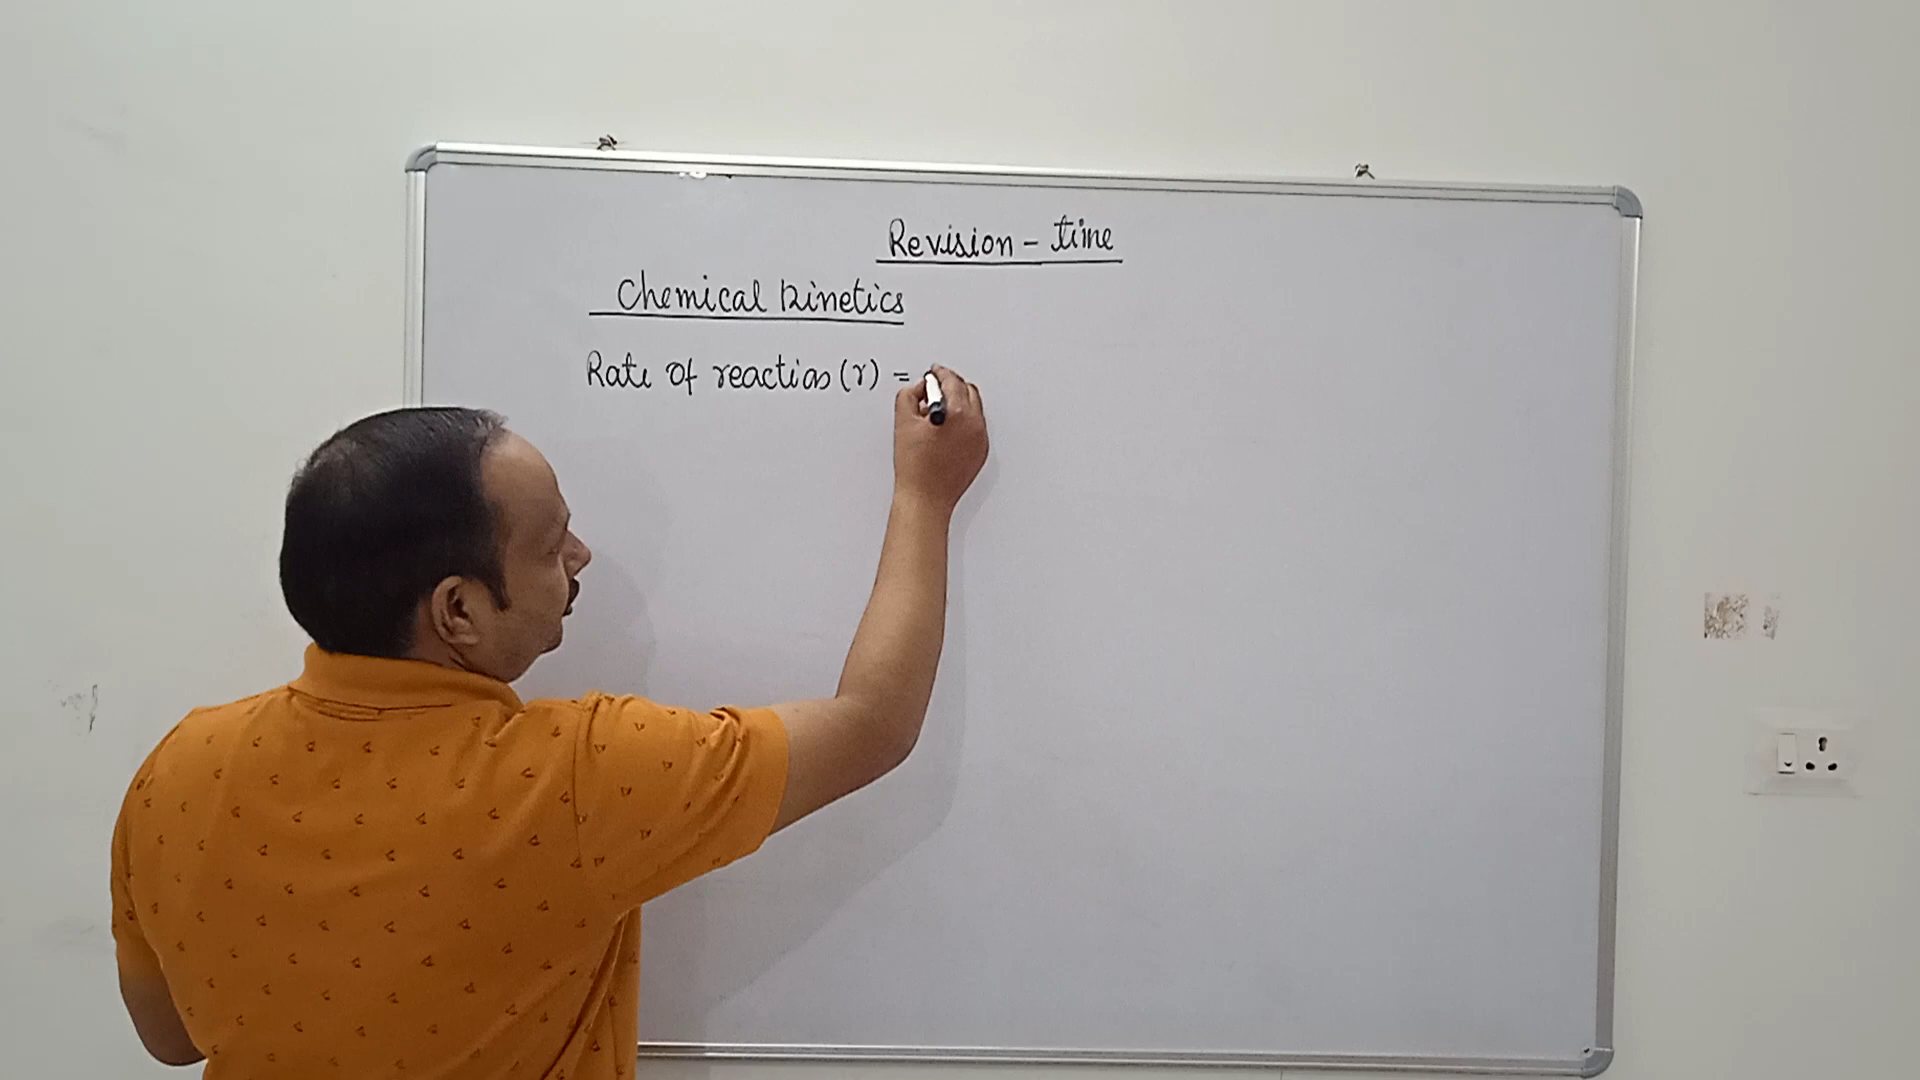 Revision - time
Chemical Kinetics
Rate of reaction (r) =